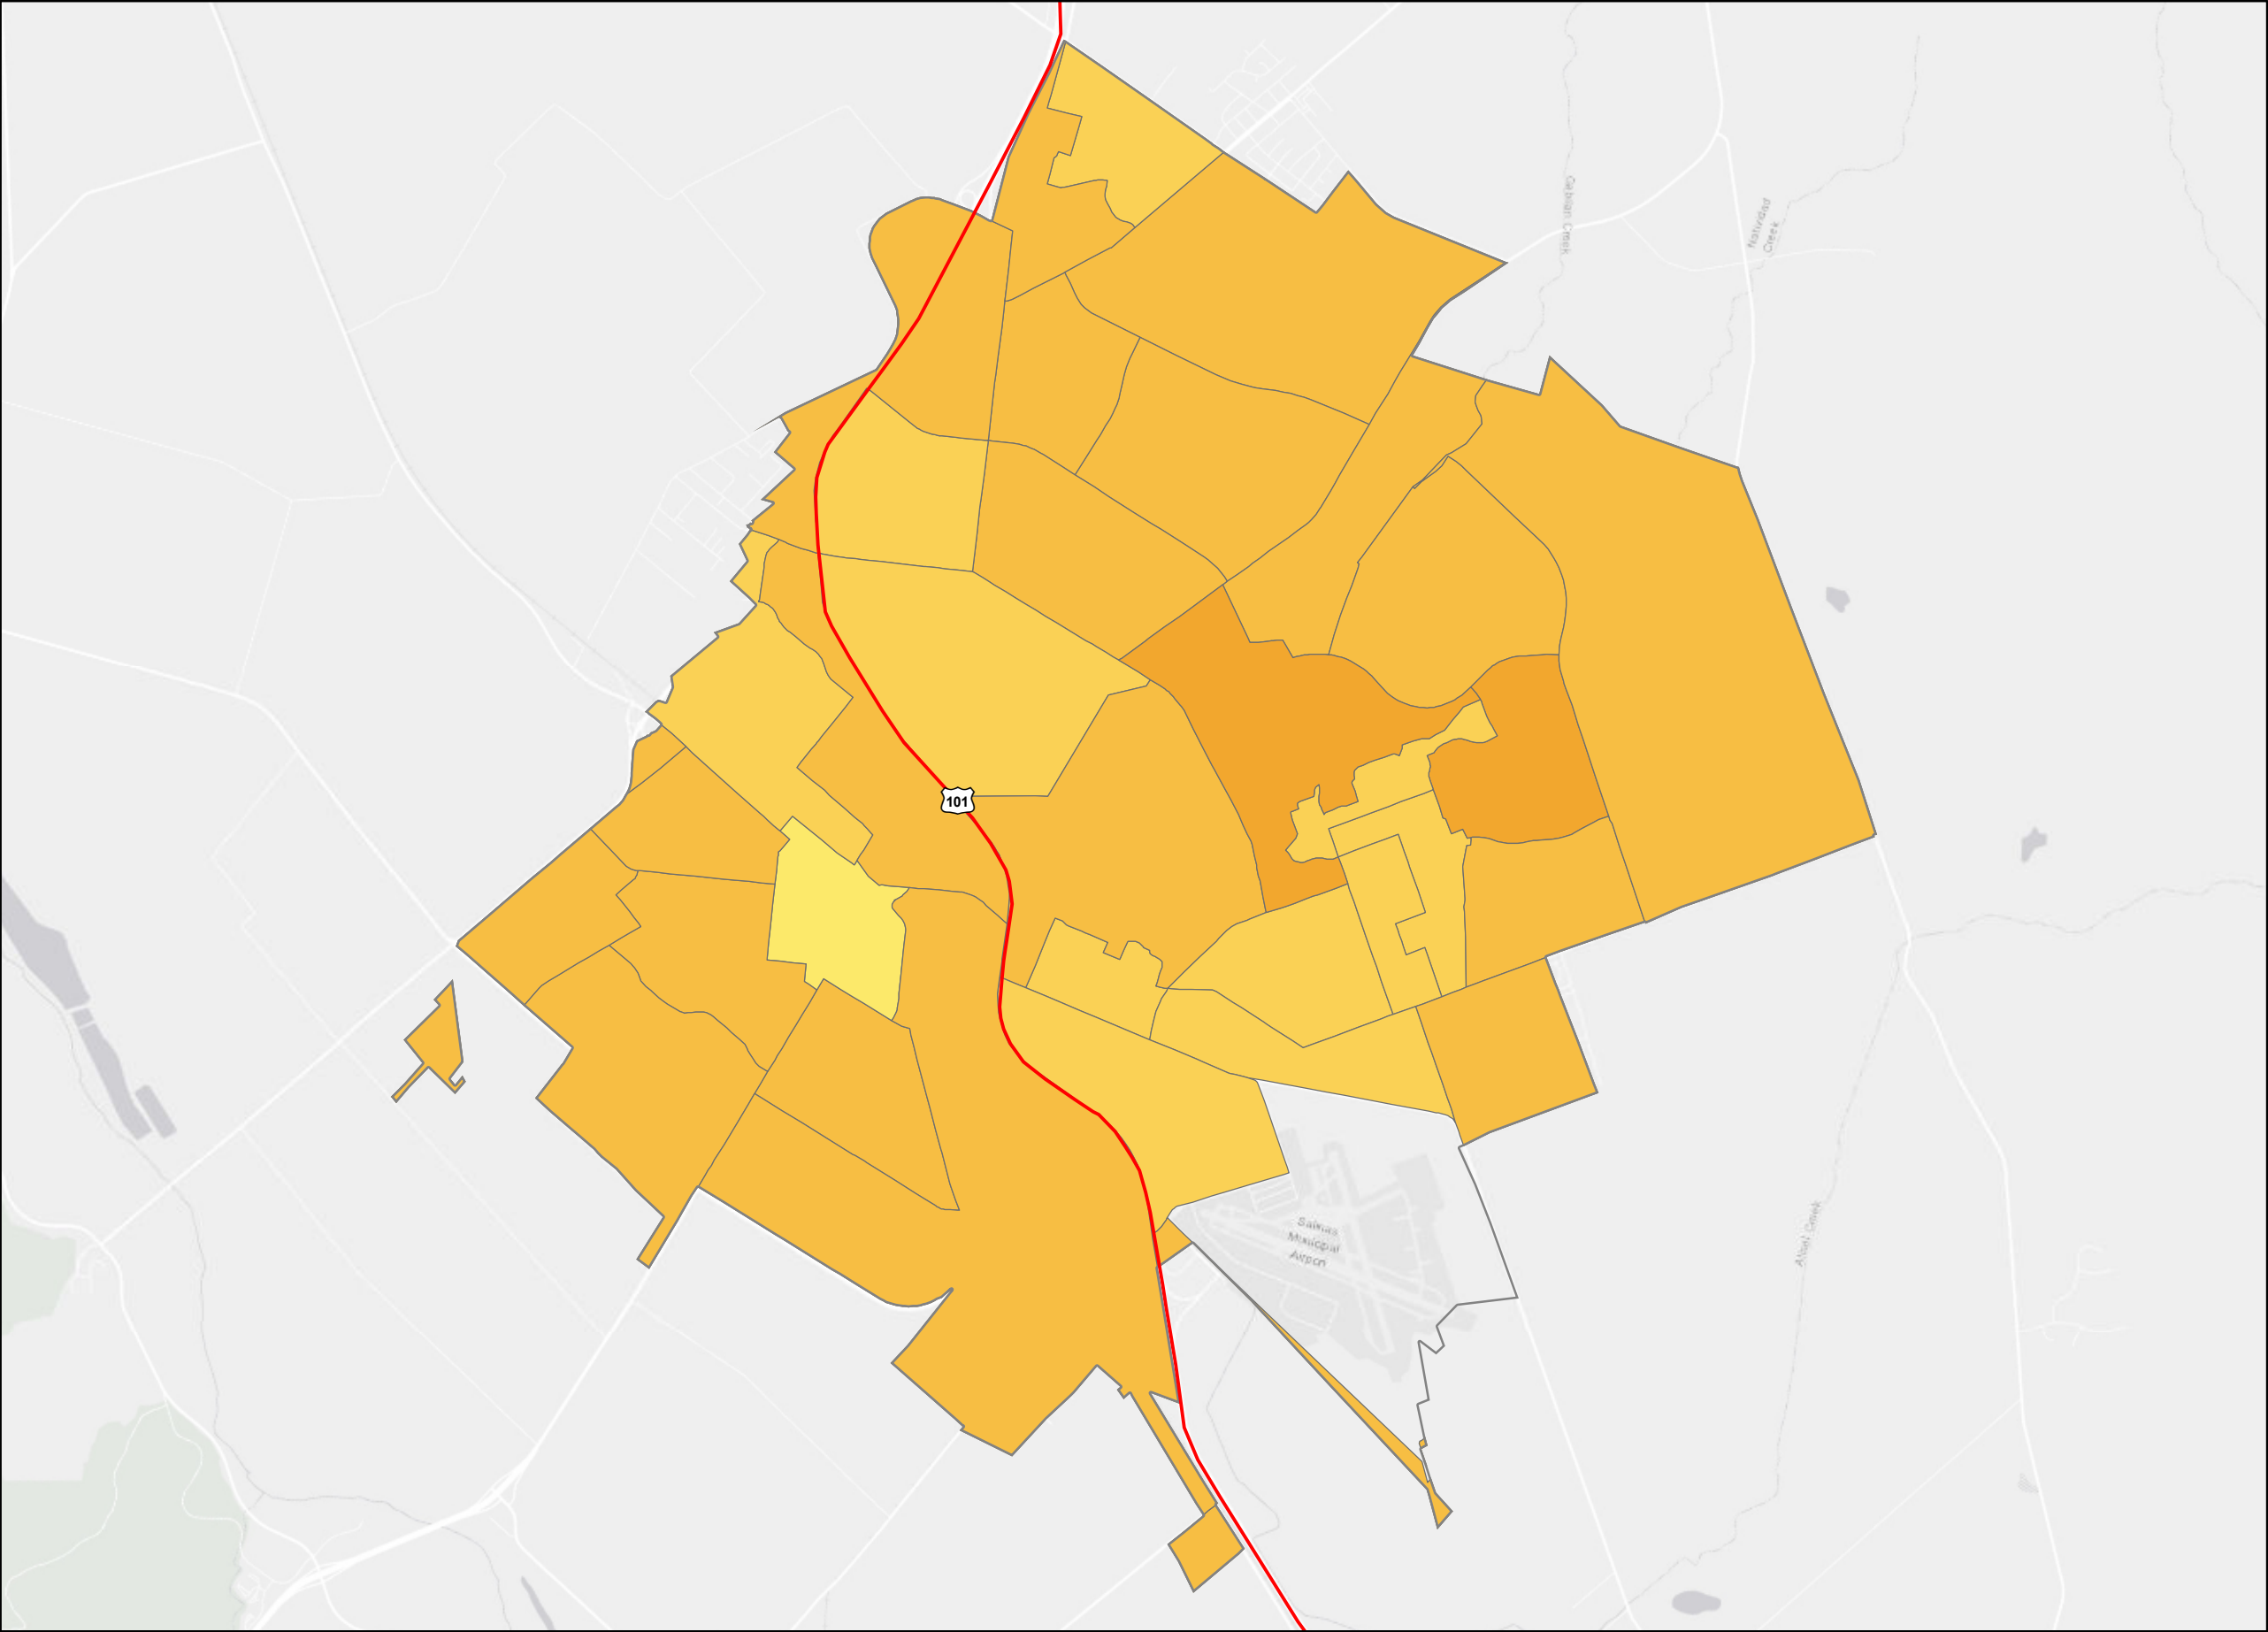 Gabilan Creek
Natividad
Creek
101
Salinas
Municipal
Airport
Alisal Creek